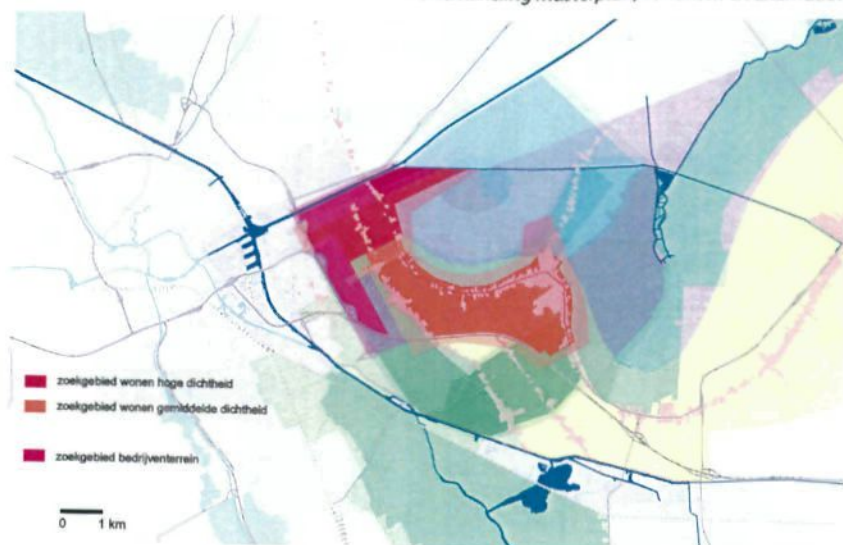 zoekgebied wonen hoge dichtheid
zoekgebied wonen gemiddelde dichtheid
zoekgebied bedrijventerrein
0 1 km